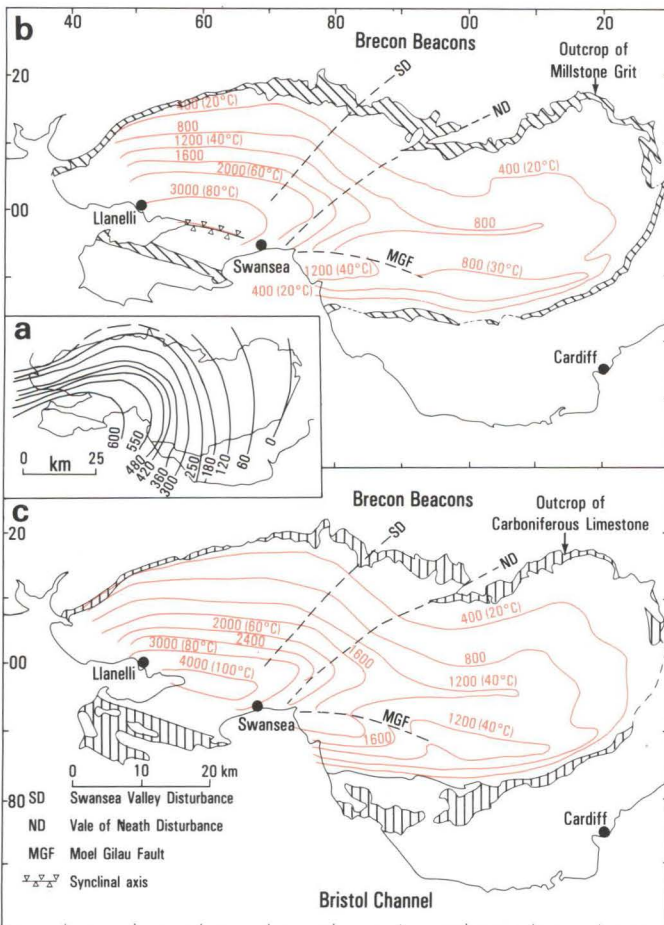 b
40 60 80 00 20
Brecon Beacons
SD
Outcrop of
Millstone Grit
20
ND
400 (20°C)
800
1200 (40°C)
1600
2000 (60°C)
3000 (80°C)
400 (20°C)
00
Llanelli
800
Swansea
MGF
1200 (40°C)
800 (30°C)
400 (20°C)
Cardiff
a
600
550
480
420
360
300
250
180
120
60
0
0 25
km
c
Brecon Beacons
Outcrop of
Carboniferous Limestone
SD
20
ND
400 (20°C)
2000 (60°C)
3000 (80°C)
2400
1600
800
00
Llanelli
4000 (100°C)
1200 (40°C)
Swansea
MGF
1200 (40°C)
1600
0 10 20 km
80
SD Swansea Valley Disturbance
ND Vale of Neath Disturbance
MGF Moel Gilau Fault
Synclinal axis
Cardiff
Bristol Channel